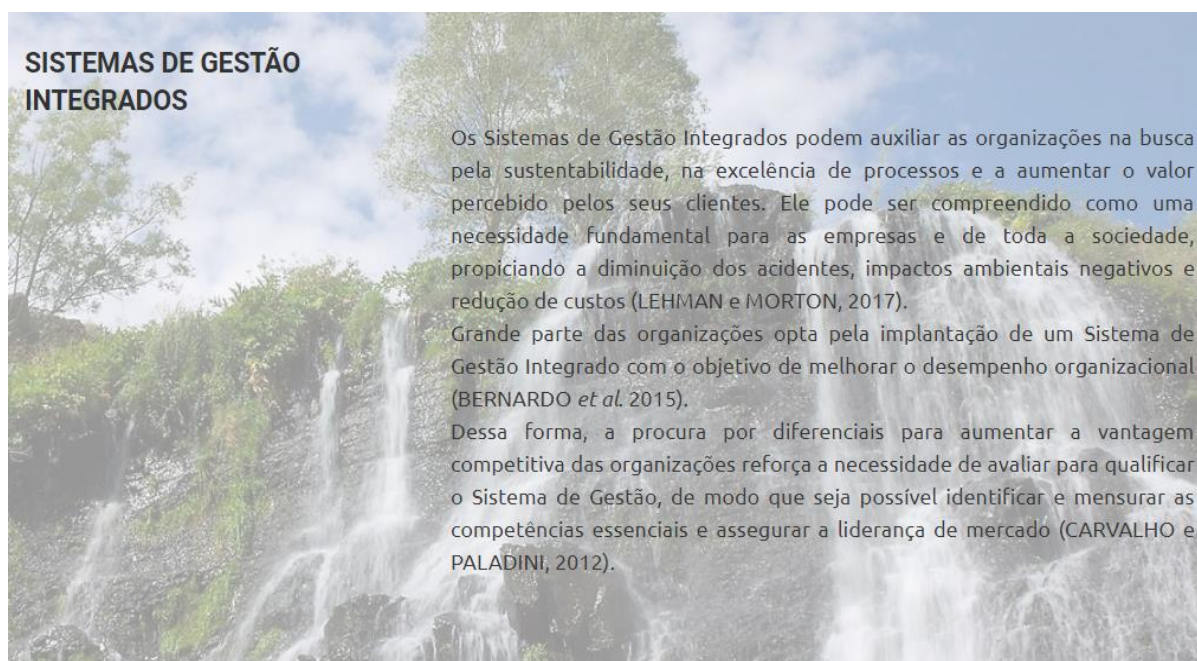 SISTEMAS DE GESTÃO
INTEGRADOS
Os Sistemas de Gestão Integrados podem auxiliar as organizações na busca
pela sustentabilidade, na excelência de processos e a aumentar o valor
percebido pelos seus clientes. Ele pode ser compreendido como uma
necessidade fundamental para as empresas e de toda a sociedade,
propiciando a diminuição dos acidentes, impactos ambientais negativos e
redução de custos (LEHMAN e MORTON, 2017).
Grande parte das organizações opta pela implantação de um Sistema de
Gestão Integrado com o objetivo de melhorar o desempenho organizacional
(BERNARDO et al. 2015).
Dessa forma, a procura por diferenciais para aumentar a vantagem
competitiva das organizações reforça a necessidade de avaliar para qualificar
o Sistema de Gestão, de modo que seja possível identificar e mensurar as
competências essenciais e assegurar a liderança de mercado (CARVALHO e
PALADINI, 2012).